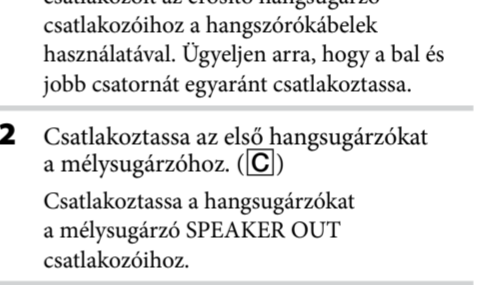 csatlakozóihoz a hangszórókábelek
használatával. Ügyeljen arra, hogy a bal és
jobb csatornát egyaránt csatlakoztassa.
2 Csatlakoztassa az első hangsugárzókat
a mélysugárzóhoz. (C)
Csatlakoztassa a hangsugárzókat
a mélysugárzó SPEAKER OUT
csatlakozóihoz.